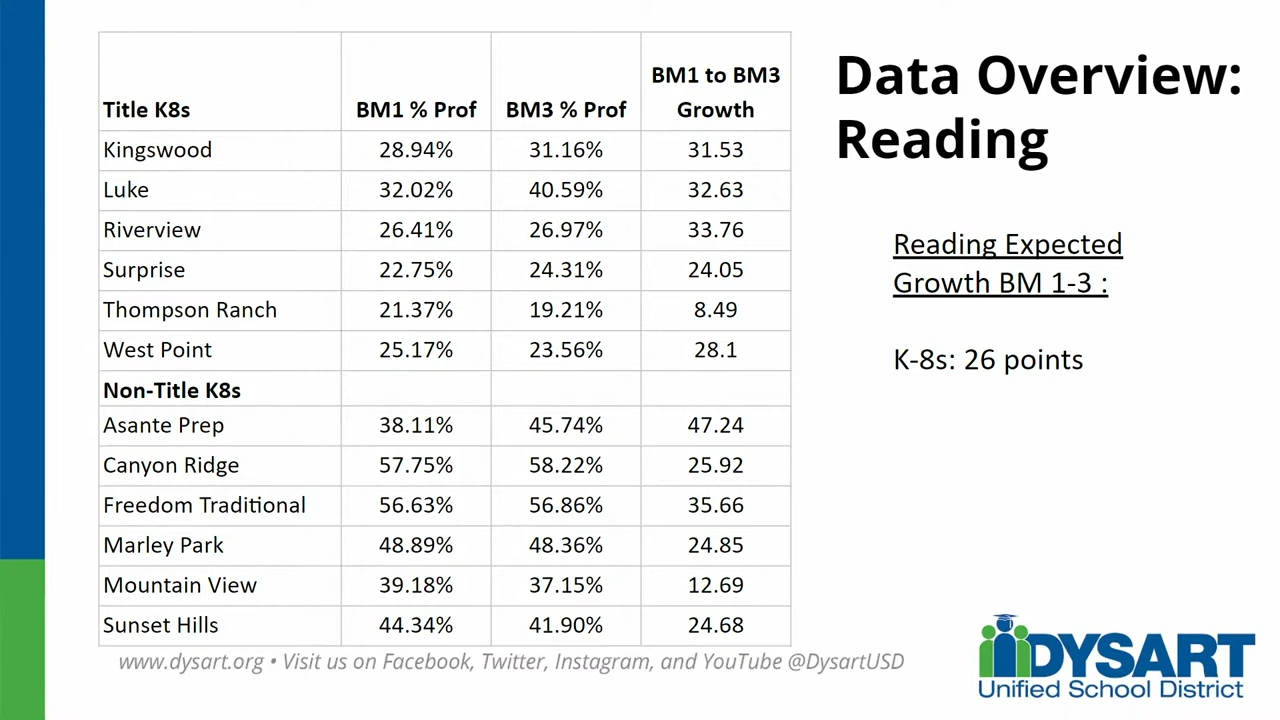 Title K8s BM1 % Prof BM3 % Prof BM1 to BM3 Growth
Kingswood 28.94% 31.16% 31.53
Luke 32.02% 40.59% 32.63
Riverview 26.41% 26.97% 33.76
Surprise 22.75% 24.31% 24.05
Thompson Ranch 21.37% 19.21% 8.49
West Point 25.17% 23.56% 28.1
Non-Title K8s
Asante Prep 38.11% 45.74% 47.24
Canyon Ridge 57.75% 58.22% 25.92
Freedom Traditional 56.63% 56.86% 35.66
Marley Park 48.89% 48.36% 24.85
Mountain View 39.18% 37.15% 12.69
Sunset Hills 44.34% 41.90% 24.68
Data Overview:
Reading
Reading Expected
Growth BM 1-3 :
K-8s: 26 points
www.dysart.org • Visit us on Facebook, Twitter, Instagram, and YouTube @DysartUSD
DYSART
Unified School District